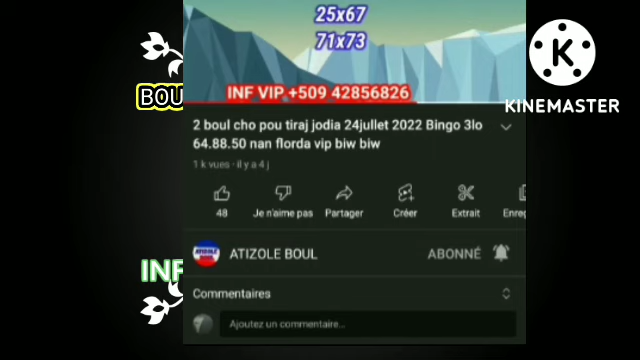 25x67
71x73
INF VIP +509 42856826
KINEMASTER
BOU
2 boul cho pou tiraj jodia 24jullet 2022 Bingo 3lo
64.88.50 nan florda vip biw biw
1 k vues · il y a 4 j
48 Je n'aime pas Partager Créer Extrait Enreg
ATIZOLE BOUL ABONNÉ
INF
Commentaires
Ajoutez un commentaire...